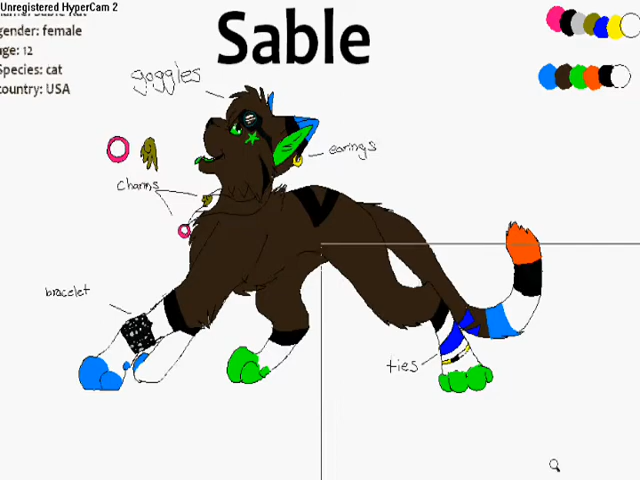 Unregistered HyperCam 2
Sable
gender: female
age: 12
Species: cat
country: USA
goggles
earings
charms
bracelet
ties